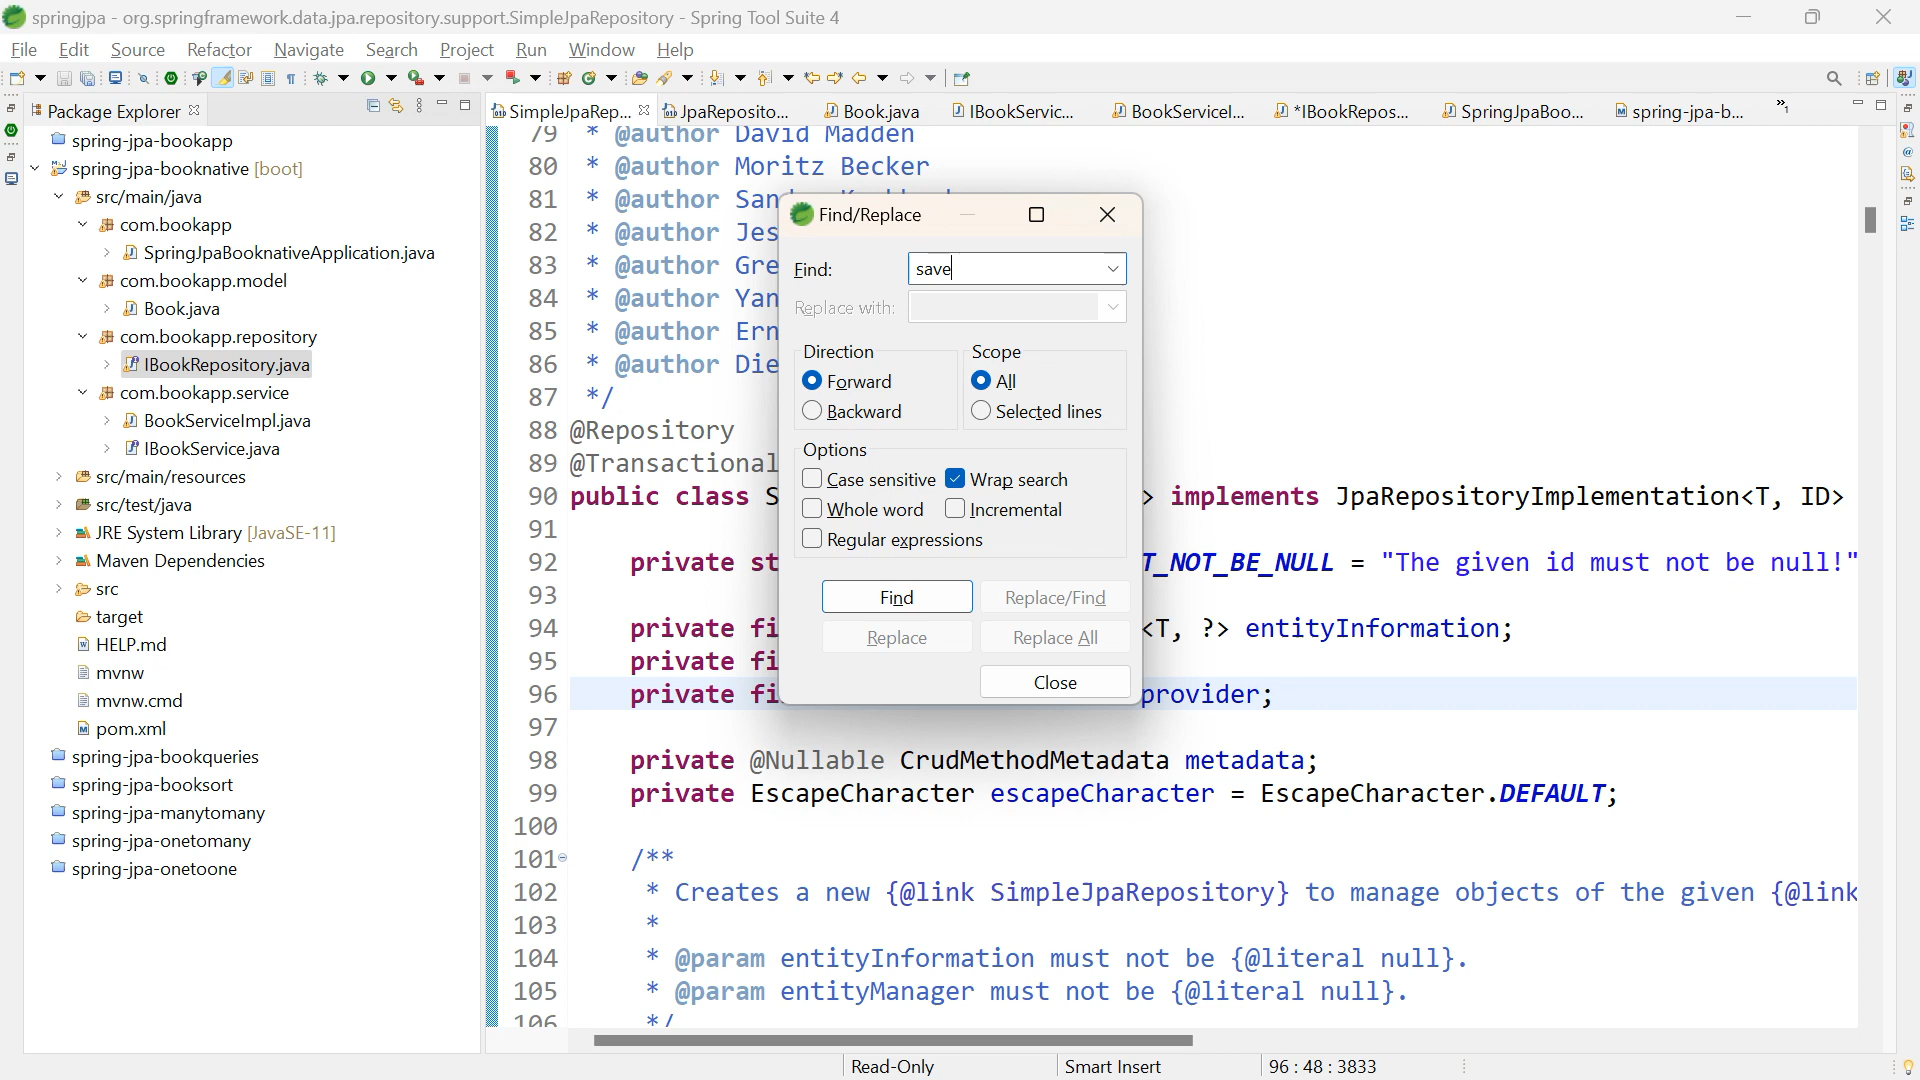 springjpa - org.springframework.data.jpa.repository.support.SimpleJpaRepository - Spring Tool Suite 4
File Edit Source Refactor Navigate Search Project Run Window Help
Package Explorer
spring-jpa-bookapp
spring-jpa-booknative [boot]
src/main/java
com.bookapp
SpringJpaBooknativeApplication.java
com.bookapp.model
Book.java
com.bookapp.repository
IBookRepository.java
com.bookapp.service
BookServiceImpl.java
IBookService.java
src/main/resources
src/test/java
JRE System Library [JavaSE-11]
Maven Dependencies
src
target
HELP.md
mvnw
mvnw.cmd
pom.xml
spring-jpa-bookqueries
spring-jpa-booksort
spring-jpa-manytomany
spring-jpa-onetomany
spring-jpa-onetoone
SimpleJpaRep... JpaReposito... Book.java IBookServic... BookServiceI... *IBookRepos... SpringJpaBoo... spring-jpa-b... »1
79 * @author David Madden
80 * @author Moritz Becker
81 * @author San
82 * @author Jes
83 * @author Gre
84 * @author Yan
85 * @author Ern
86 * @author Die
87 */
88 @Repository
89 @Transactional
90 public class S > implements JpaRepositoryImplementation<T, ID>
91
92 private st T_NOT_BE_NULL = "The given id must not be null!"
93
94 private fi <T, ?> entityInformation;
95 private fi
96 private fi provider;
97
98 private @Nullable CrudMethodMetadata metadata;
99 private EscapeCharacter escapeCharacter = EscapeCharacter.DEFAULT;
100
101 /**
102 * Creates a new {@link SimpleJpaRepository} to manage objects of the given {@link
103 *
104 * @param entityInformation must not be {@literal null}.
105 * @param entityManager must not be {@literal null}.
106 */
Find/Replace
Find: save
Replace with:
Direction Scope
Forward All
Backward Selected lines
Options
Case sensitive Wrap search
Whole word Incremental
Regular expressions
Find Replace/Find
Replace Replace All
Close
Read-Only Smart Insert 96 : 48 : 3833